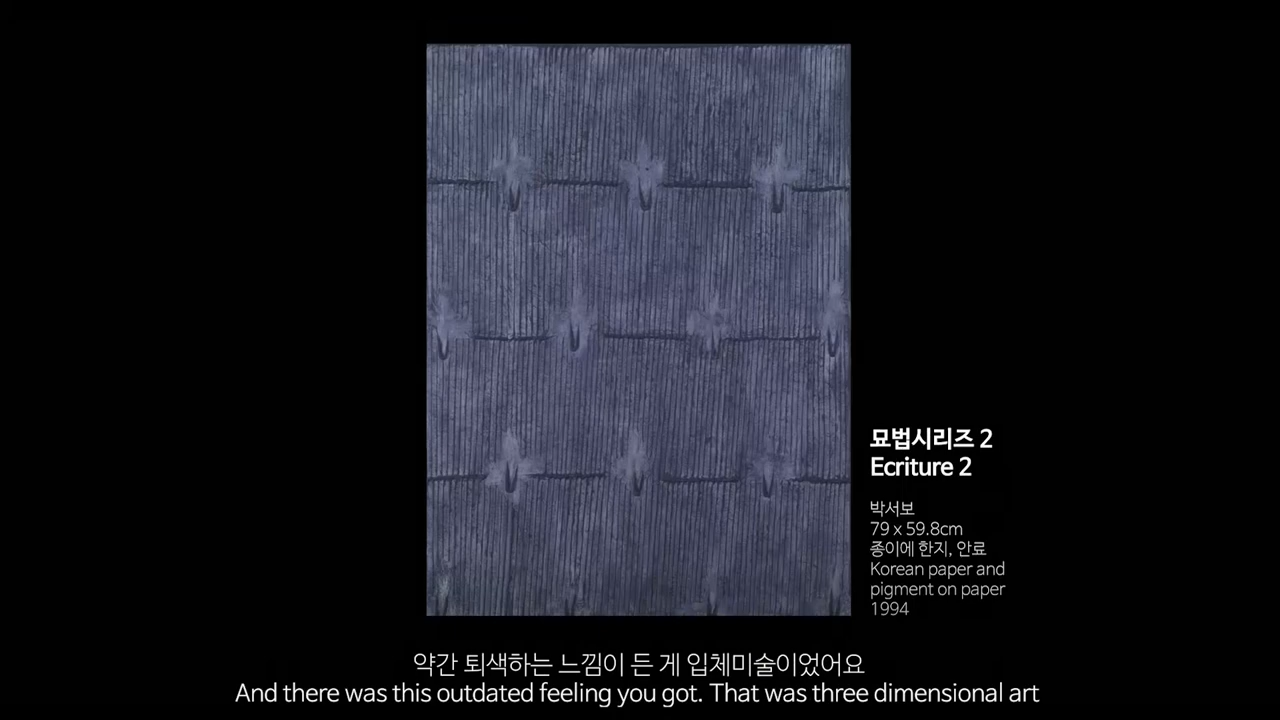 묘법시리즈 2
Ecriture 2
박서보
79 x 59.8cm
종이에 한지, 안료
Korean paper and
pigment on paper
1994
약간 퇴색하는 느낌이 든 게 입체미술이었어요
And there was this outdated feeling you got. That was three dimensional art